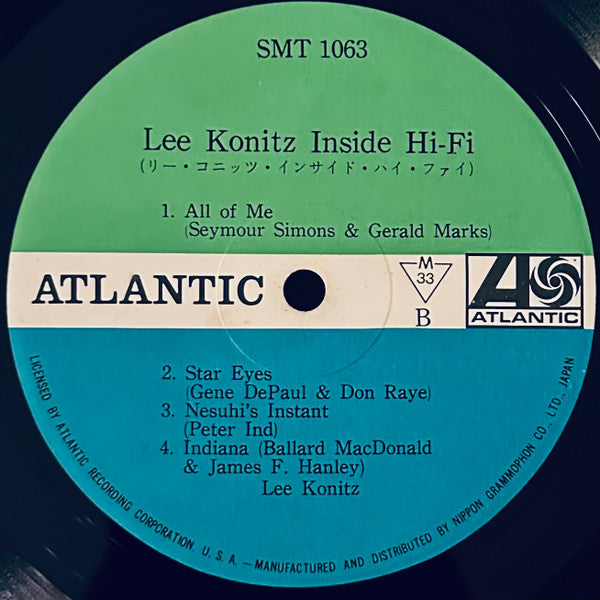 SMT 1063
Lee Konitz Inside Hi-Fi
(リー・コニッツ・インサイド・ハイ・ファイ)
1. All of Me
(Seymour Simons & Gerald Marks)
ATLANTIC
M
33
B
ATLANTIC
2. Star Eyes
(Gene DePaul & Don Raye)
3. Nesuhi's Instant
(Peter Ind)
4. Indiana (Ballard MacDonald
& James F. Hanley)
Lee Konitz
LICENSED BY ATLANTIC RECORDING CORPORATION, U. S. A. — MANUFACTURED AND DISTRIBUTED BY NIPPON GRAMMOPHON CO., LTD., JAPAN